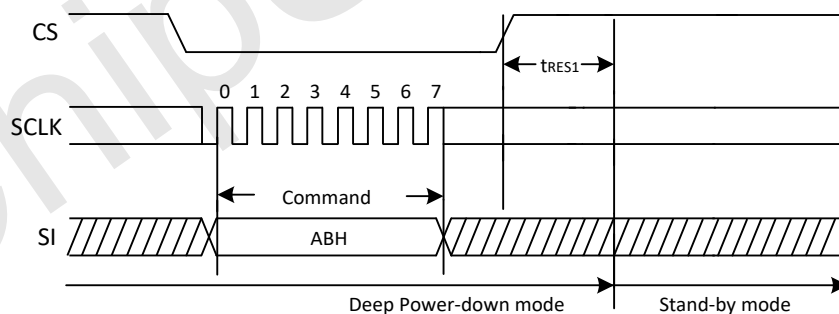 CS
tRES1
0 1 2 3 4 5 6 7
SCLK
Command
SI
ABH
Deep Power-down mode
Stand-by mode